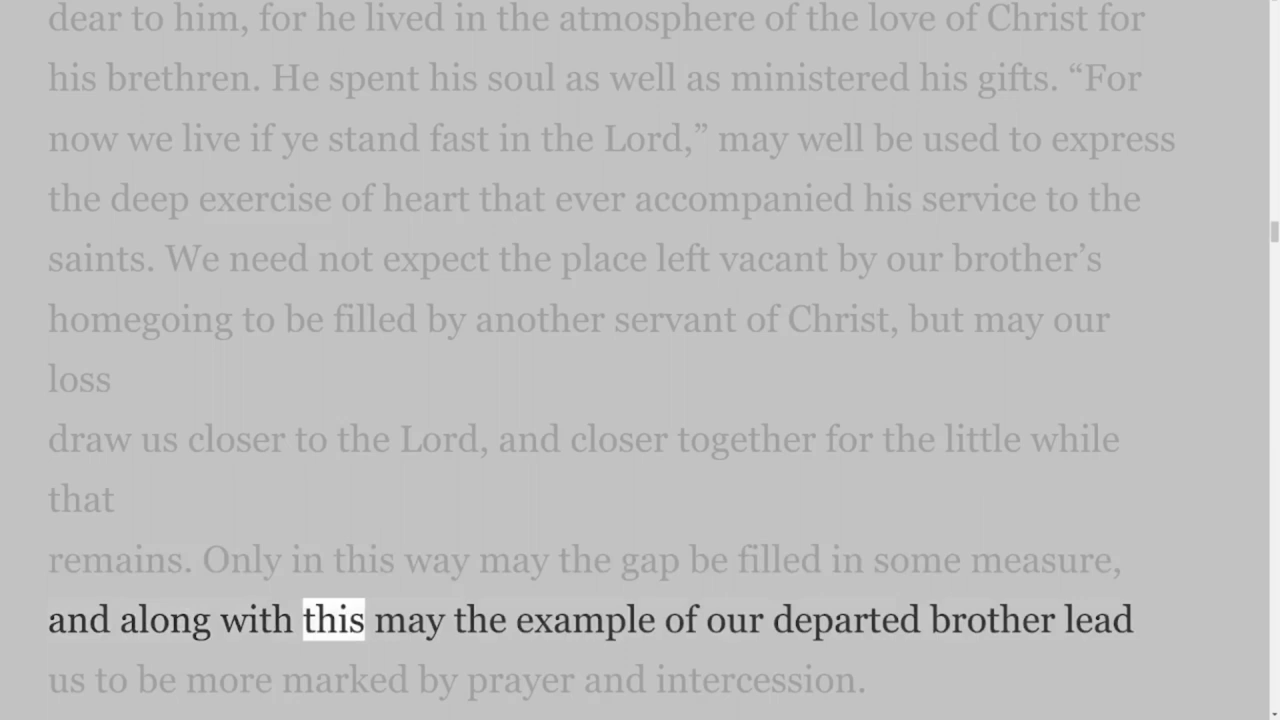 dear to him, for he lived in the atmosphere of the love of Christ for
his brethren. He spent his soul as well as ministered his gifts. “For
now we live if ye stand fast in the Lord,” may well be used to express
the deep exercise of heart that ever accompanied his service to the
saints. We need not expect the place left vacant by our brother’s
homegoing to be filled by another servant of Christ, but may our
loss
draw us closer to the Lord, and closer together for the little while
that
remains. Only in this way may the gap be filled in some measure,
and along with this may the example of our departed brother lead
us to be more marked by prayer and intercession.